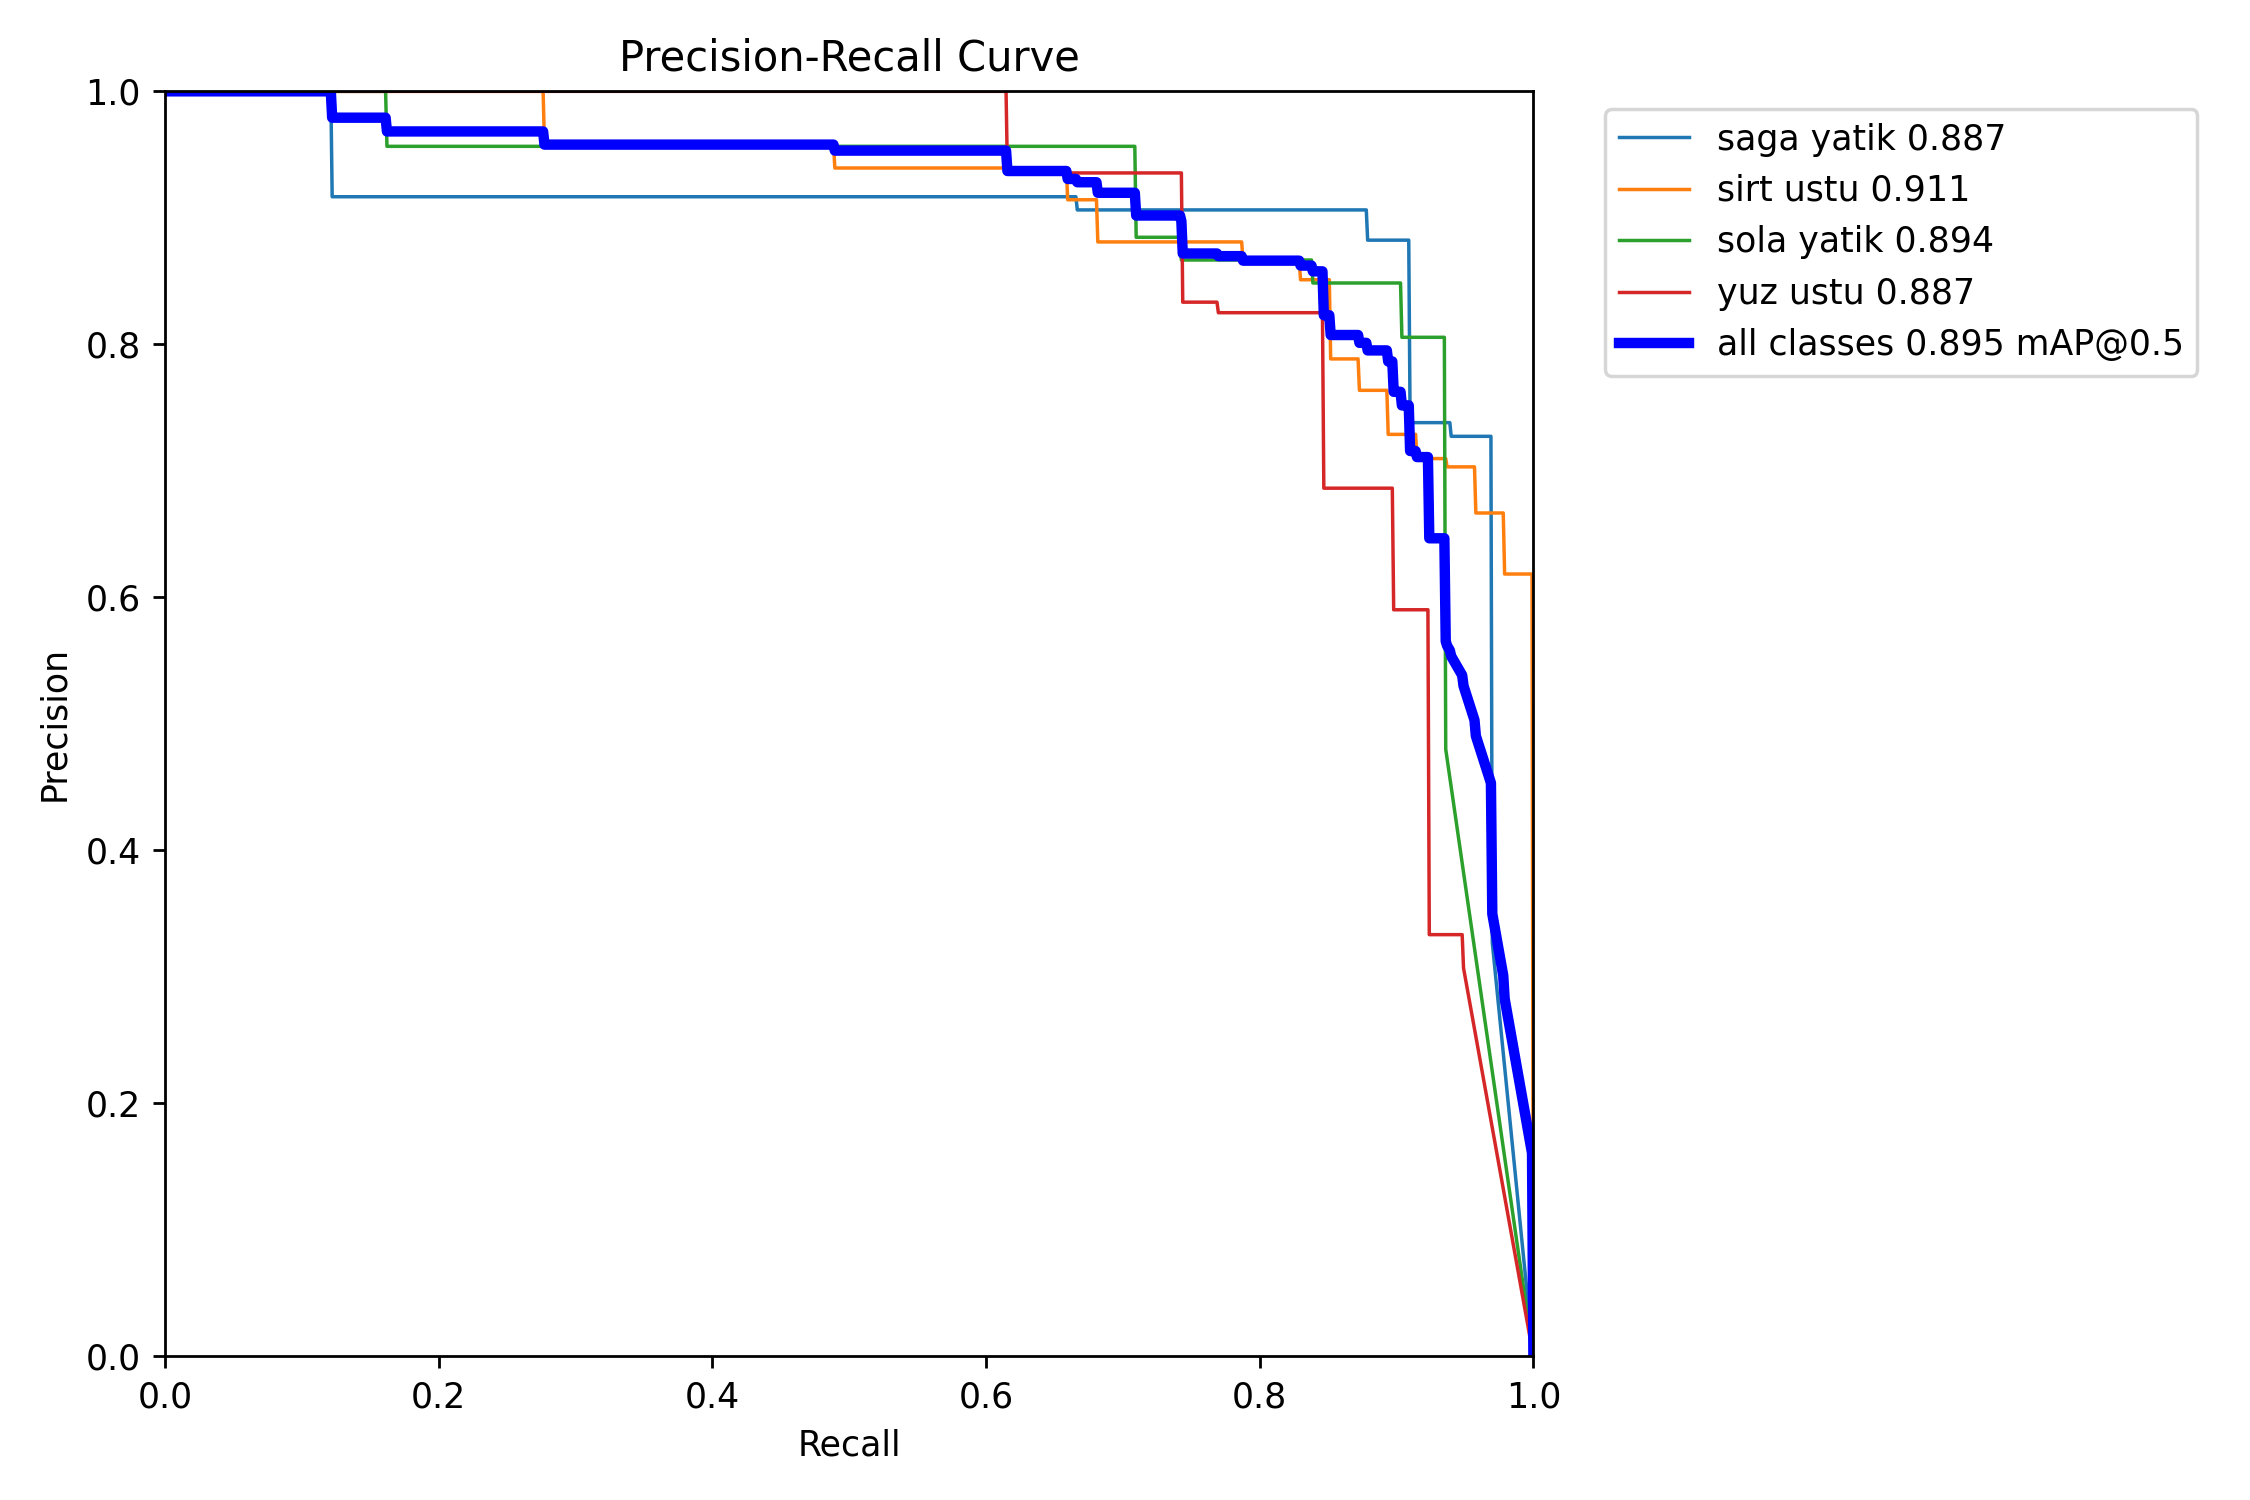 Precision-Recall Curve
1.0
0.8
0.6
0.4
0.2
0.0
Precision
0.0 0.2 0.4 0.6 0.8 1.0
Recall
saga yatik 0.887
sirt ustu 0.911
sola yatik 0.894
yuz ustu 0.887
all classes 0.895 mAP@0.5